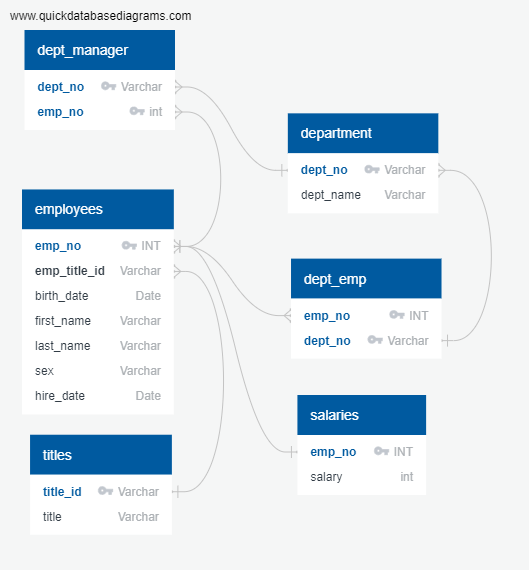 www.quickdatabasediagrams.com
dept_manager
dept_no Varchar
emp_no int
department
dept_no Varchar
dept_name Varchar
employees
emp_no INT
emp_title_id Varchar
birth_date Date
first_name Varchar
last_name Varchar
sex Varchar
hire_date Date
dept_emp
emp_no INT
dept_no Varchar
salaries
emp_no INT
salary int
titles
title_id Varchar
title Varchar